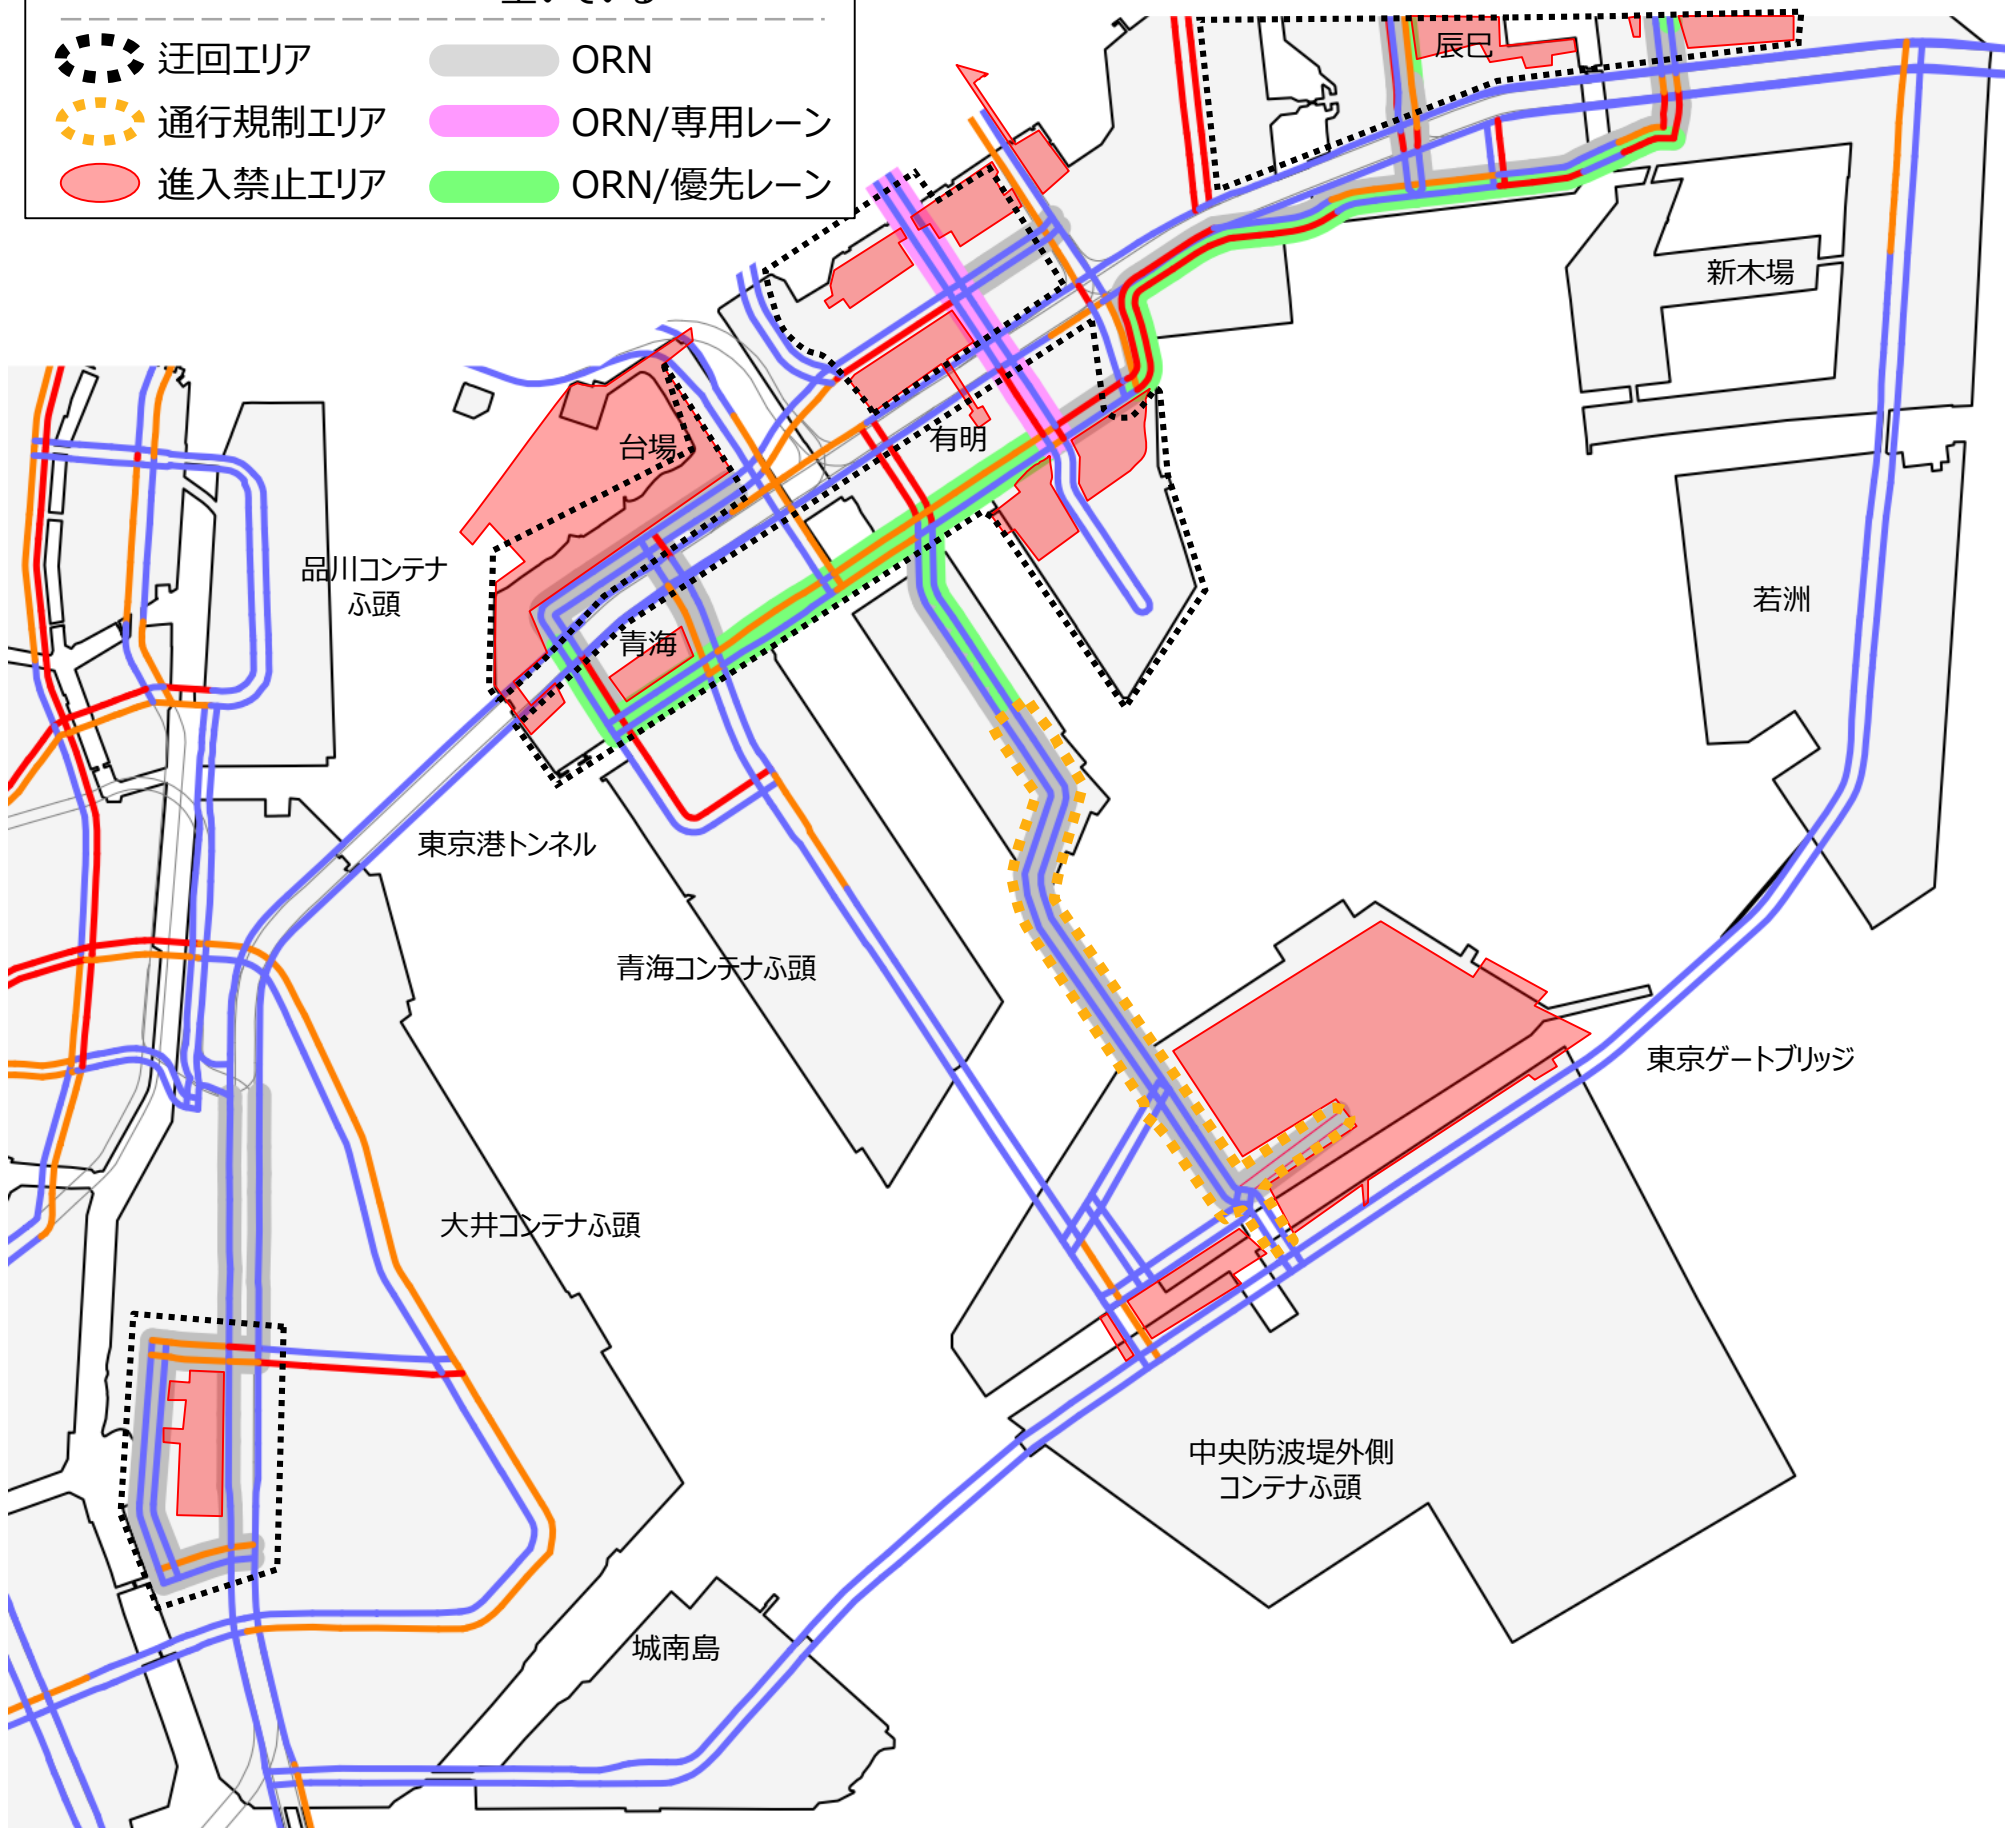 空いている
迂回エリア
ORN
通行規制エリア
ORN/専用レーン
進入禁止エリア
ORN/優先レーン
辰巳
新木場
台場
有明
品川コンテナ
ふ頭
若洲
青海
東京港トンネル
青海コンテナふ頭
東京ゲートブリッジ
大井コンテナふ頭
中央防波堤外側
コンテナふ頭
城南島